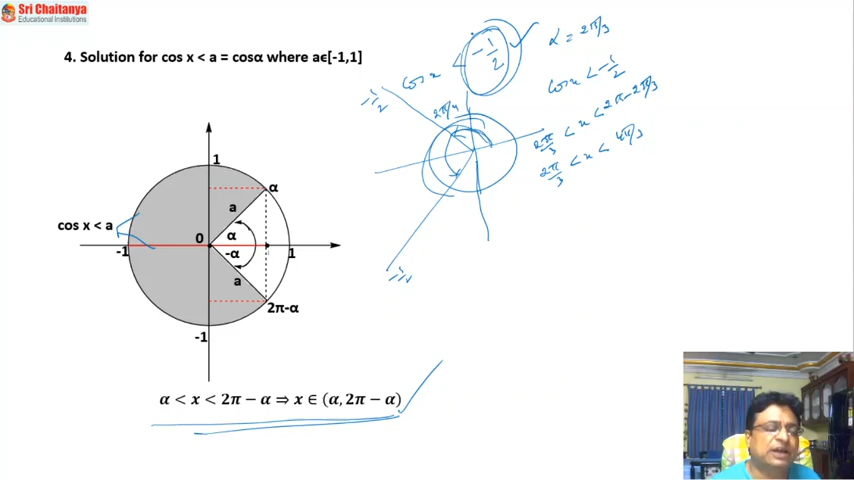 Sri Chaitanya
Educational Institutions
4. Solution for cos x < a = cosα where aϵ[-1,1]
1
α
a
cos x < a
0
α
-α
-1
1
a
2π-α
-1
α < x < 2π − α ⇒ x ∈ (α, 2π − α)
cos x < -1/2
α = 2π/3
cos x < -1/2
2π/3 < x < 2π - 2π/3
2π/3 < x < 4π/3
-1/2